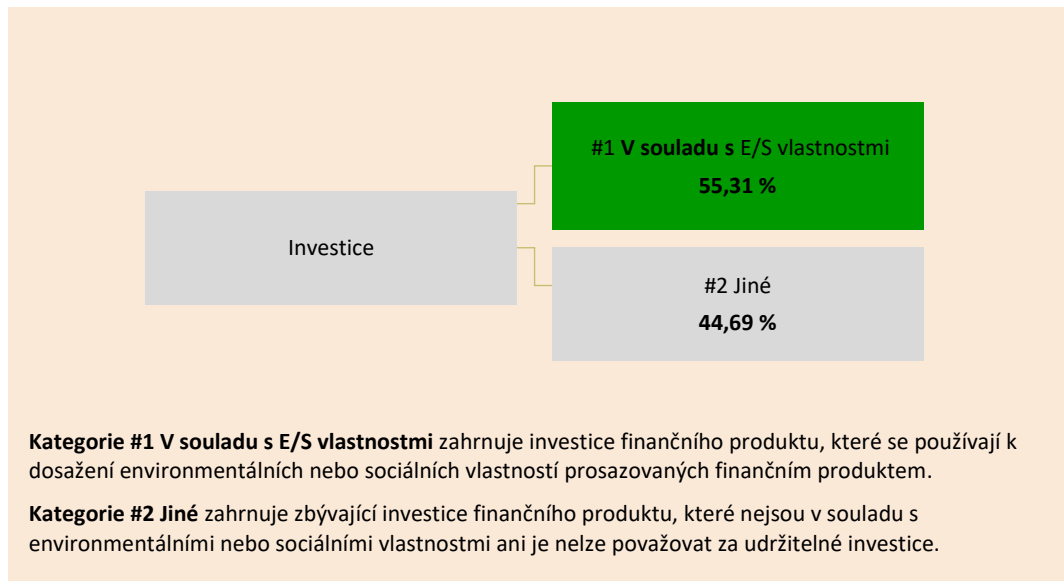 #1 V souladu s E/S vlastnostmi
55,31 %
Investice
#2 Jiné
44,69 %
Kategorie #1 V souladu s E/S vlastnostmi zahrnuje investice finančního produktu, které se používají k
dosažení environmentálních nebo sociálních vlastností prosazovaných finančním produktem.
Kategorie #2 Jiné zahrnuje zbývající investice finančního produktu, které nejsou v souladu s
environmentálními nebo sociálními vlastnostmi ani je nelze považovat za udržitelné investice.